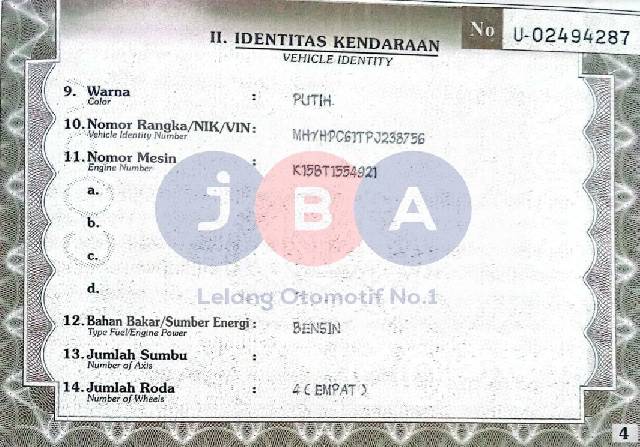 No U-02494287
II. IDENTITAS KENDARAAN
VEHICLE IDENTITY
9. Warna : PUTIH
Color
10. Nomor Rangka/NIK/VIN : MHYHPC61TPJ238756
Vehicle Identity Number
11. Nomor Mesin : K15BT1554921
Engine Number
a.
b.
c.
d.
JBA
Lelang Otomotif No.1
12. Bahan Bakar/Sumber Energi : BENSIN
Type Fuel/Engine Power
13. Jumlah Sumbu :
Number of Axis
14. Jumlah Roda : 4 ( EMPAT )
Number of Wheels
4